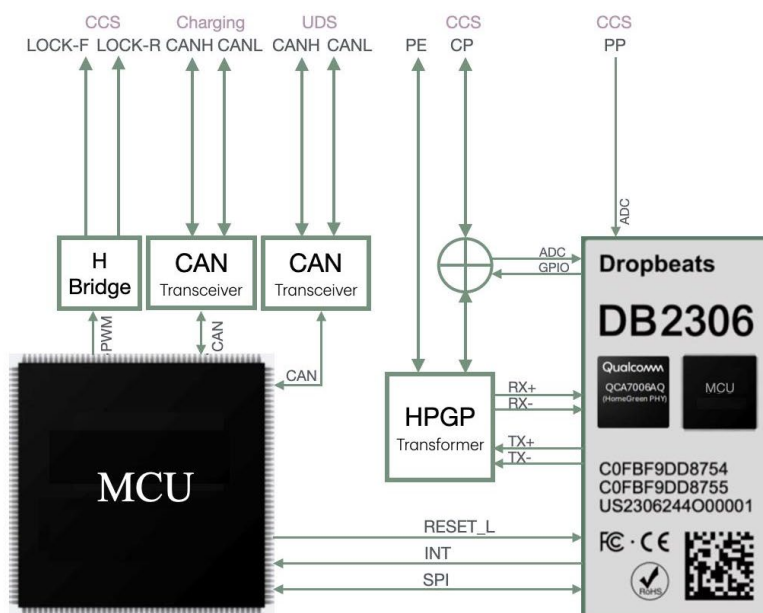 CCS Charging UDS CCS CCS
LOCK-F LOCK-R CANH CANL CANH CANL PE CP PP
ADC
H
Bridge
CAN
Transceiver
CAN
Transceiver
ADC
GPIO
PWM
CAN
CAN
MCU
HPGP
Transformer
RX+
RX-
TX+
TX-
RESET_L
INT
SPI
Dropbeats
DB2306
Qualcomm
QCA7006AQ
(HomeGreen PHY)
MCU
C0FBF9DD8754
C0FBF9DD8755
US2306244O00001
FC · CE
RoHS